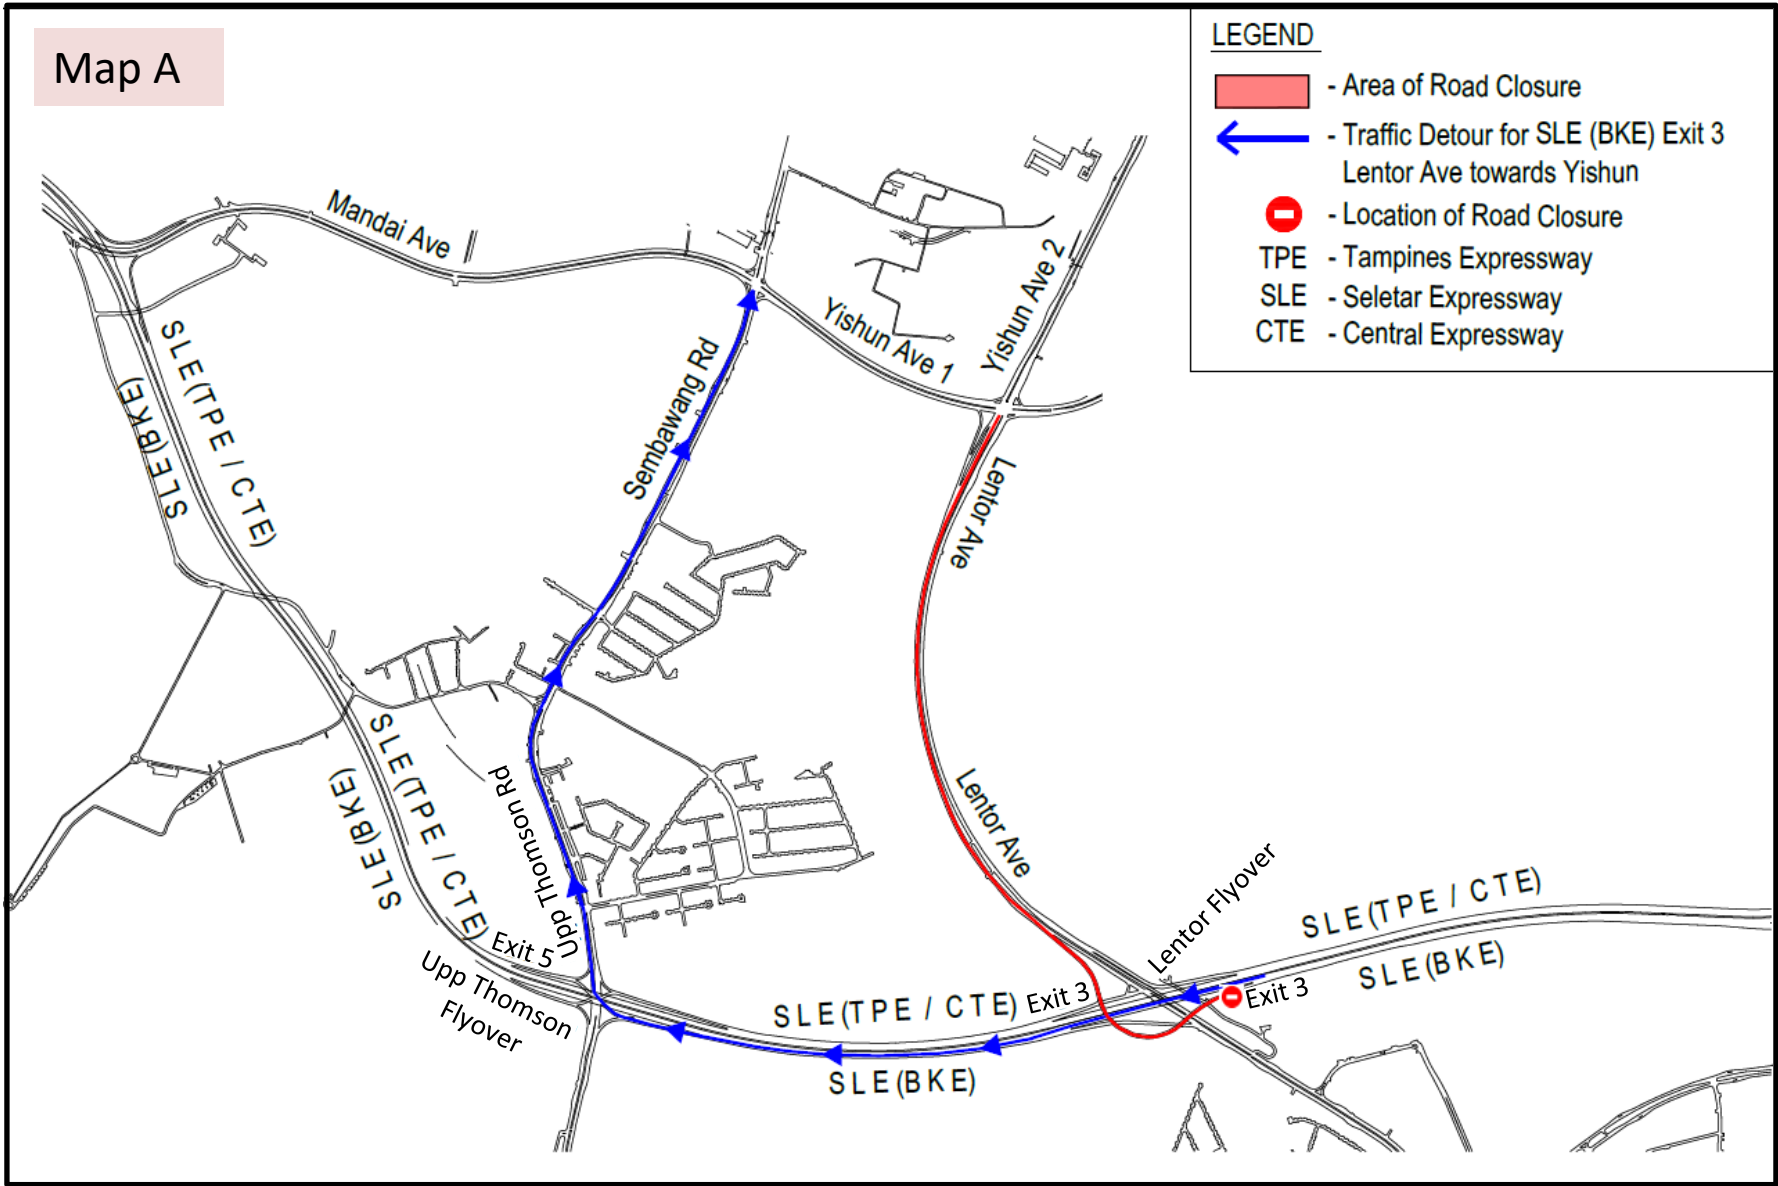 Map A
LEGEND
- Area of Road Closure
- Traffic Detour for SLE (BKE) Exit 3
Lentor Ave towards Yishun
- Location of Road Closure
TPE - Tampines Expressway
SLE - Seletar Expressway
CTE - Central Expressway
Mandai Ave
Yishun Ave 2
Yishun Ave 1
SLE(TPE / CTE)
SLE(BKE)
Sembawang Rd
Lentor Ave
SLE(TPE / CTE)
SLE(BKE)
Upp Thomson Rd
Lentor Ave
Lentor Flyover
SLE(TPE / CTE)
SLE(BKE)
Exit 5
Upp Thomson
Flyover
SLE(TPE / CTE) Exit 3
Exit 3
SLE(BKE)